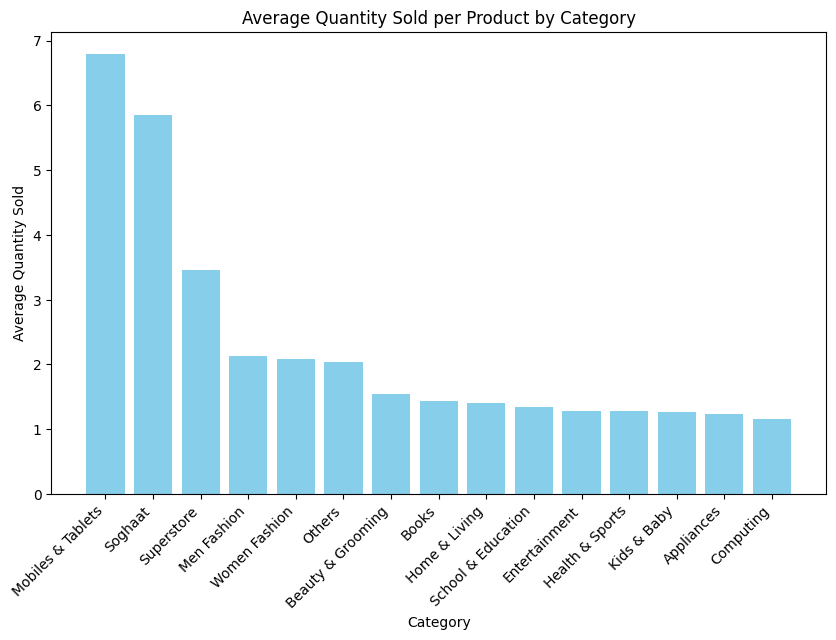 Average Quantity Sold per Product by Category
Average Quantity Sold
7
6
5
4
3
2
1
0
Mobiles & Tablets
Soghaat
Superstore
Men Fashion
Women Fashion
Others
Beauty & Grooming
Books
Home & Living
School & Education
Entertainment
Health & Sports
Kids & Baby
Appliances
Computing
Category